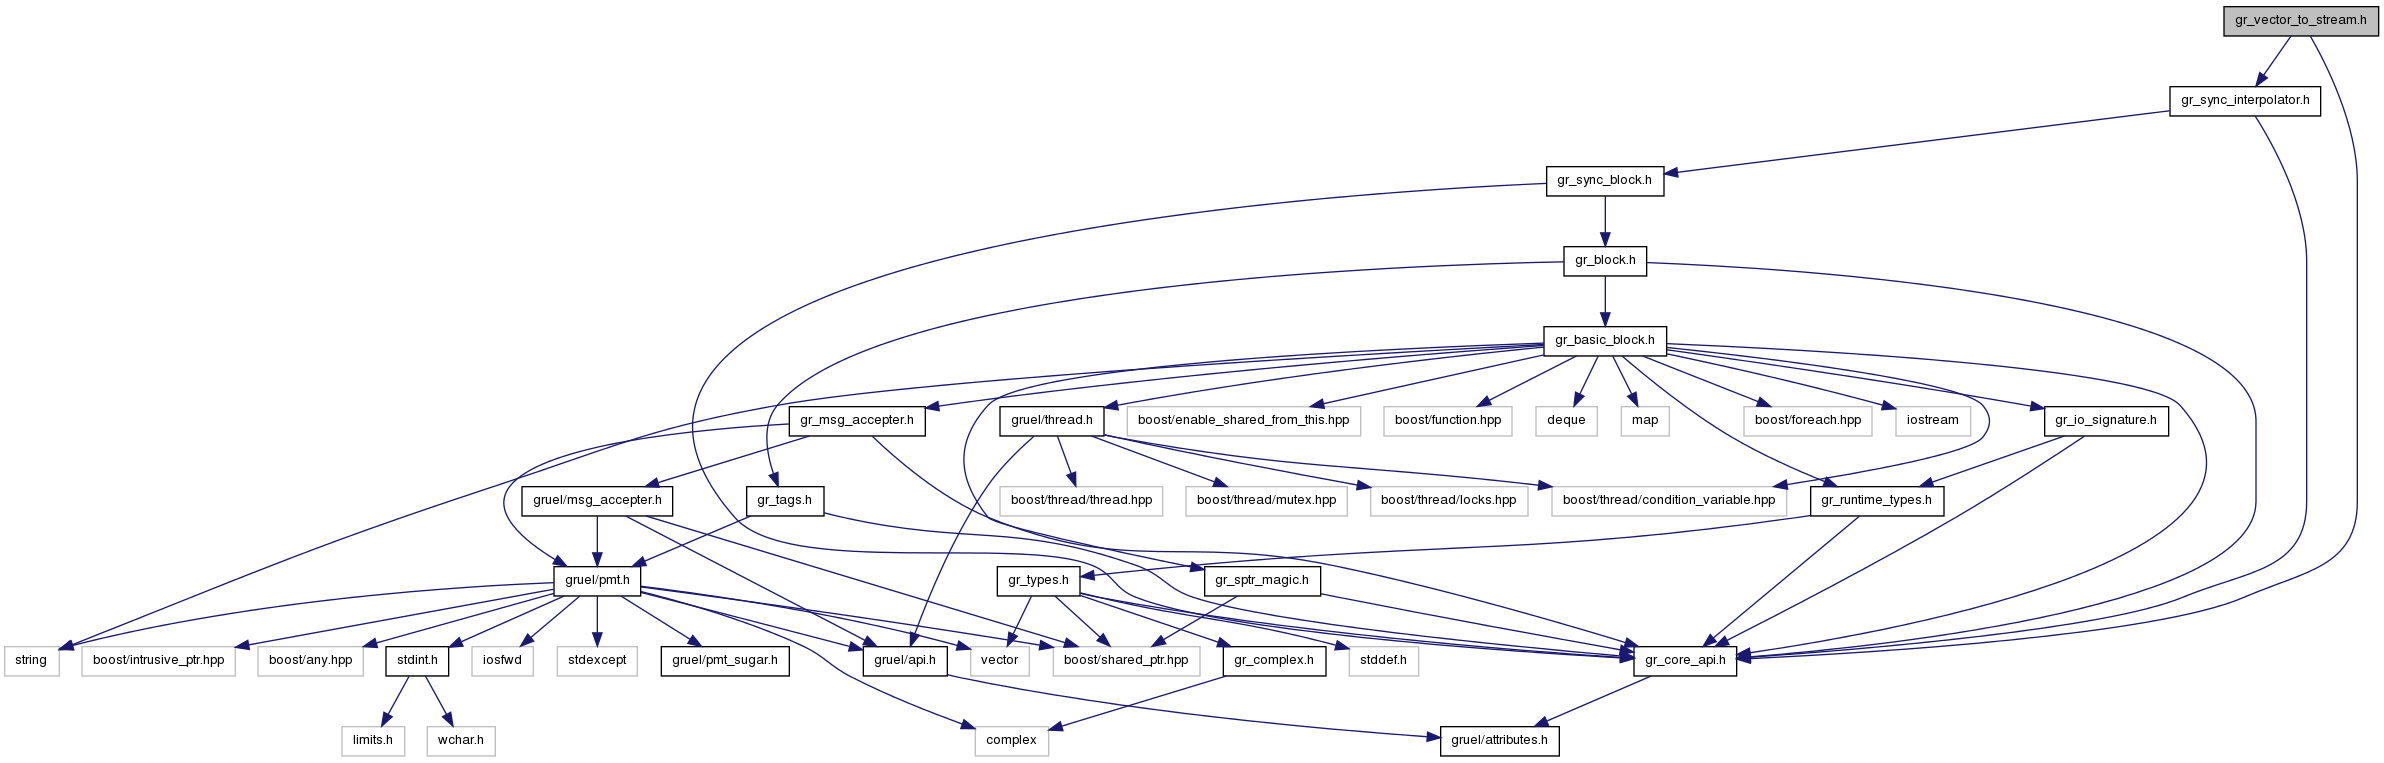 gr_vector_to_stream.h
gr_sync_interpolator.h
gr_sync_block.h
gr_block.h
gr_basic_block.h
gr_msg_accepter.h
gruel/thread.h
boost/enable_shared_from_this.hpp
boost/function.hpp
deque
map
boost/foreach.hpp
iostream
gr_io_signature.h
gruel/msg_accepter.h
gr_tags.h
boost/thread/thread.hpp
boost/thread/mutex.hpp
boost/thread/locks.hpp
boost/thread/condition_variable.hpp
gr_runtime_types.h
gruel/pmt.h
gr_types.h
gr_sptr_magic.h
string
boost/intrusive_ptr.hpp
boost/any.hpp
stdint.h
iosfwd
stdexcept
gruel/pmt_sugar.h
gruel/api.h
vector
boost/shared_ptr.hpp
gr_complex.h
stddef.h
gr_core_api.h
limits.h
wchar.h
complex
gruel/attributes.h